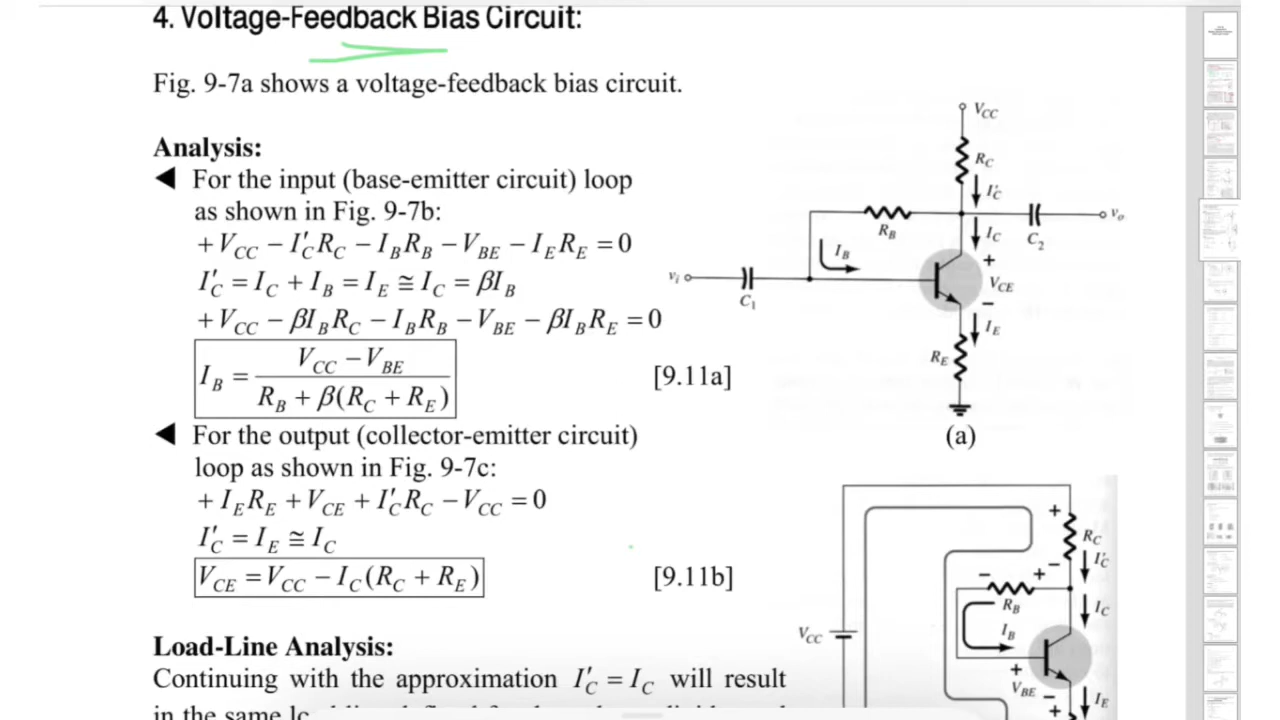 4. Voltage-Feedback Bias Circuit:
Fig. 9-7a shows a voltage-feedback bias circuit.
Analysis:
◄ For the input (base-emitter circuit) loop
as shown in Fig. 9-7b:
+V_CC − I′_C R_C − I_B R_B − V_BE − I_E R_E = 0
I′_C = I_C + I_B = I_E ≅ I_C = βI_B
+V_CC − βI_B R_C − I_B R_B − V_BE − βI_B R_E = 0
I_B = (V_CC − V_BE) / (R_B + β(R_C + R_E)) [9.11a]
◄ For the output (collector-emitter circuit)
loop as shown in Fig. 9-7c:
+I_E R_E + V_CE + I′_C R_C − V_CC = 0
I′_C = I_E ≅ I_C
V_CE = V_CC − I_C(R_C + R_E) [9.11b]
Load-Line Analysis:
Continuing with the approximation I′_C = I_C will result
in the same
V_CC
R_C
I′_C
v_o
R_B
I_C
C_2
I_B
+
v_i
V_CE
C_1
−
I_E
R_E
(a)
+
R_C
I′_C
−
− +
R_B
I_C
I_B
V_CC
+
V_BE
−
I_E
+